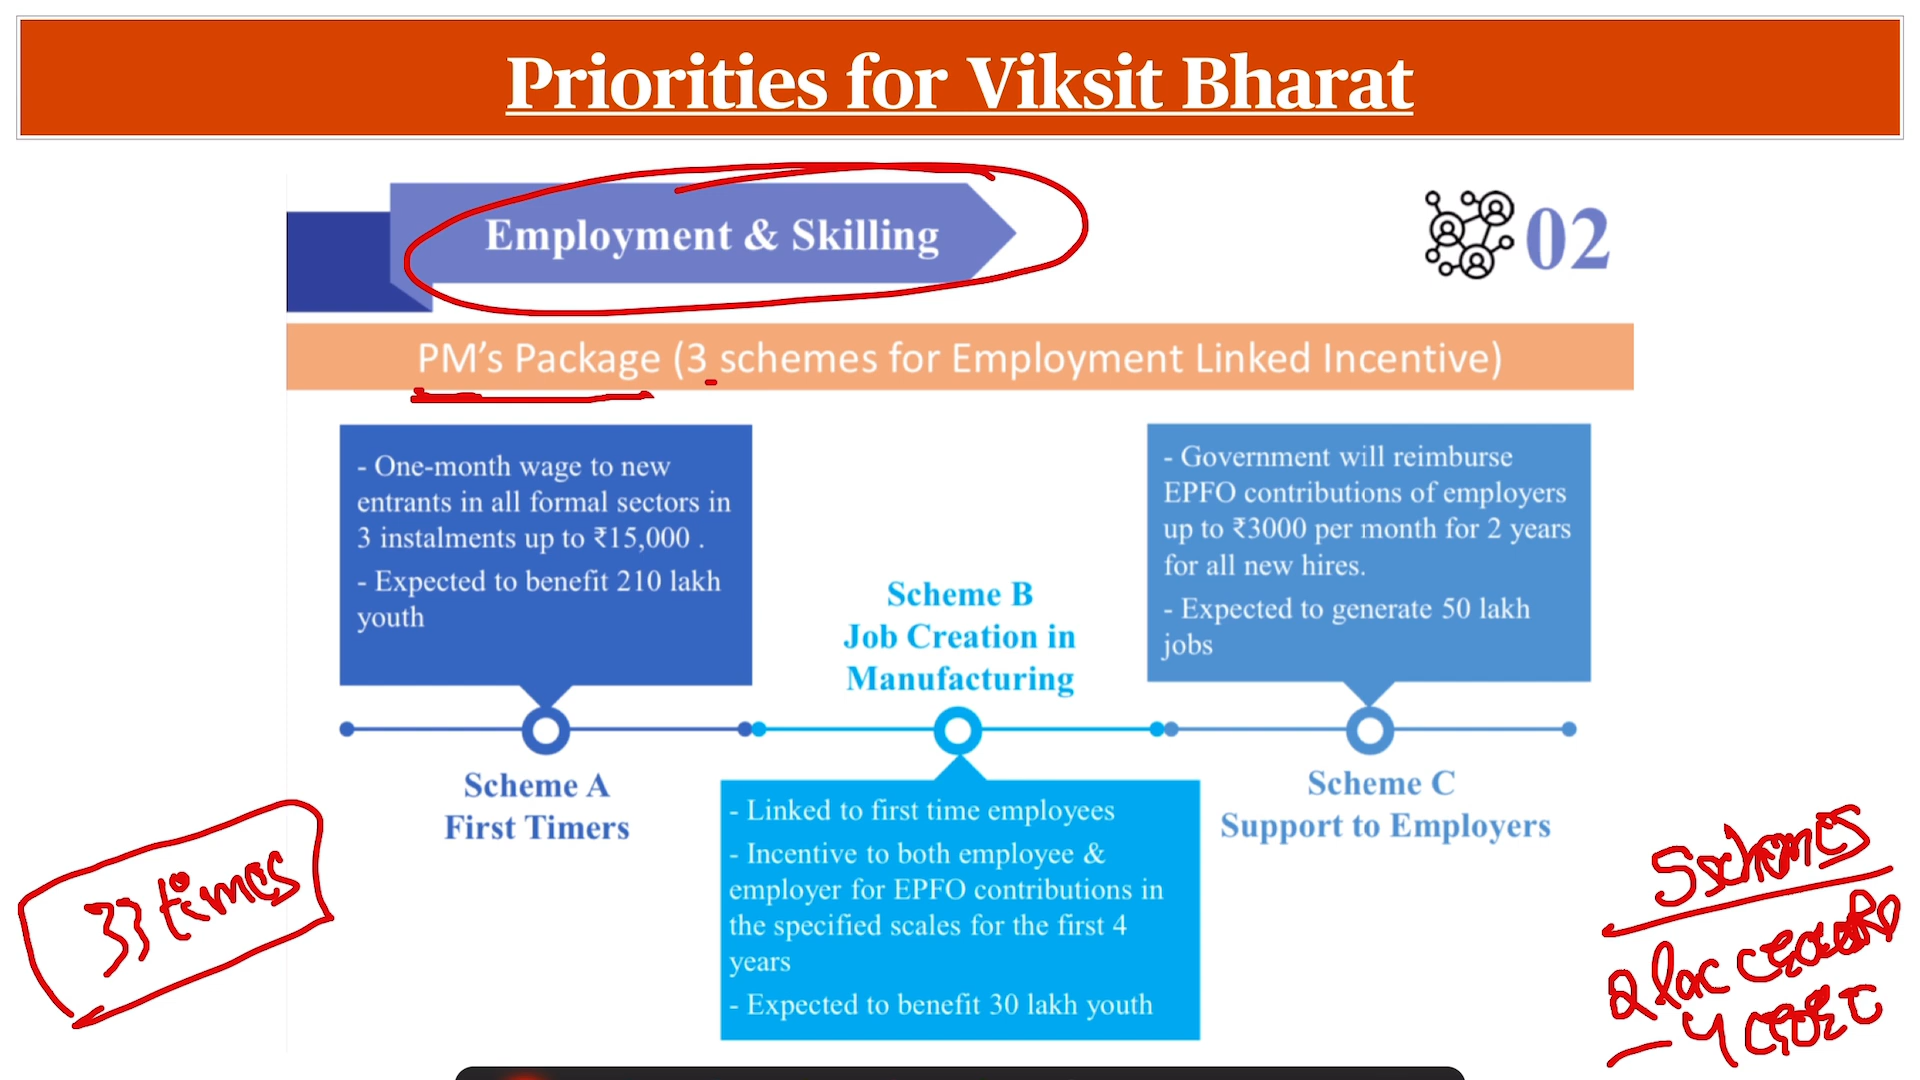 Priorities for Viksit Bharat
Employment & Skilling
02
PM’s Package (3 schemes for Employment Linked Incentive)
- One-month wage to new
entrants in all formal sectors in
3 instalments up to ₹15,000 .
- Expected to benefit 210 lakh
youth
Scheme A
First Timers
Scheme B
Job Creation in
Manufacturing
- Linked to first time employees
- Incentive to both employee &
employer for EPFO contributions in
the specified scales for the first 4
years
- Expected to benefit 30 lakh youth
- Government will reimburse
EPFO contributions of employers
up to ₹3000 per month for 2 years
for all new hires.
- Expected to generate 50 lakh
jobs
Scheme C
Support to Employers
33 times
5 schemes
2 lac
4